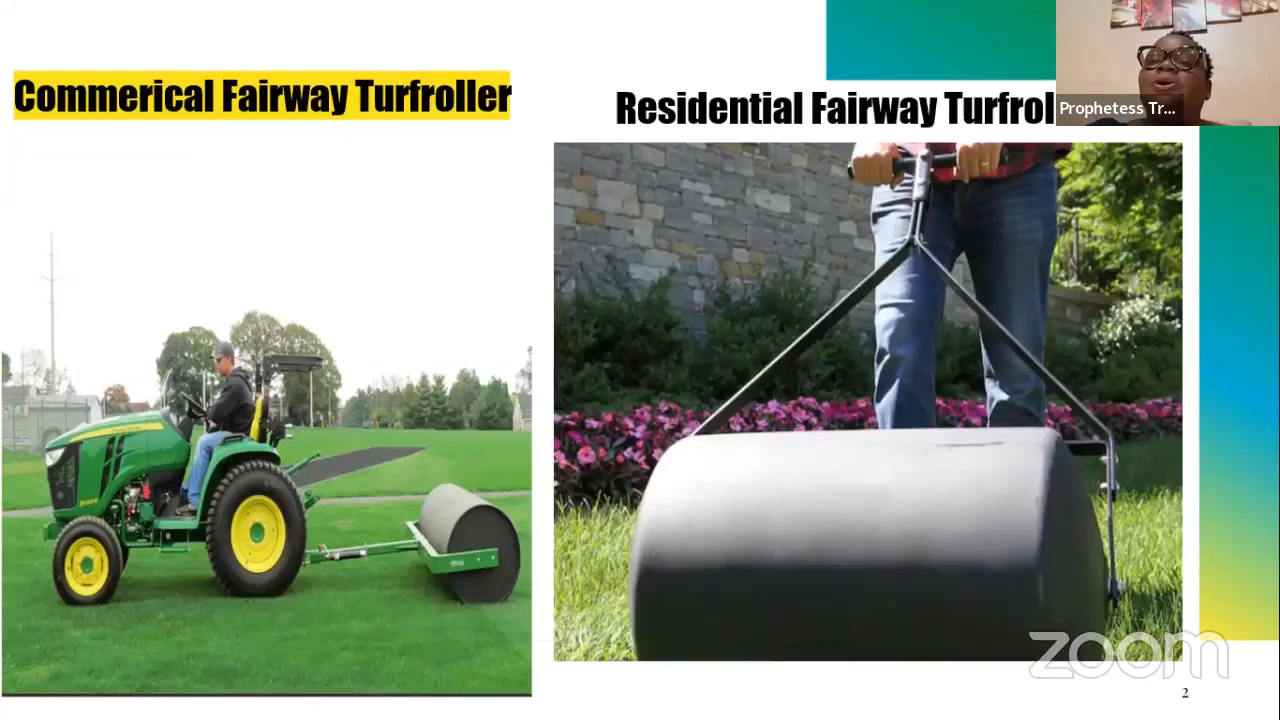 Commerical Fairway Turfroller
Residential Fairway Turfrol
Prophetess Tr...
zoom
2